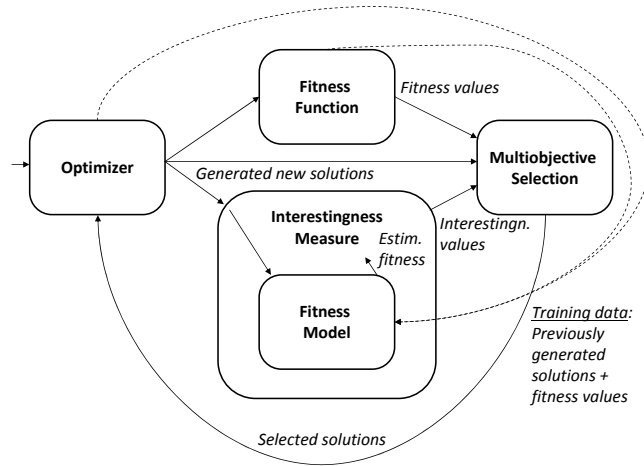 Fitness
Function
Fitness values
Optimizer
Multiobjective
Selection
Generated new solutions
Interestingness
Measure
Interestingn.
values
Estim.
fitness
Fitness
Model
Training data:
Previously
generated
solutions +
fitness values
Selected solutions